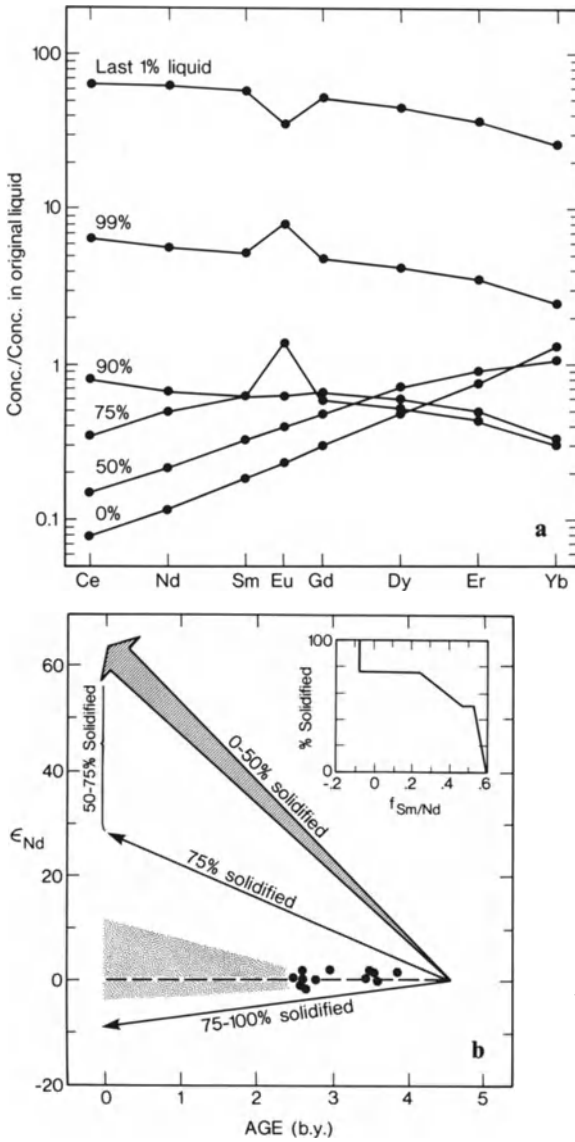 100
Last 1% liquid
10
99%
1
90%
75%
50%
0%
0.1
Conc./Conc. in original liquid
a
Ce Nd Sm Eu Gd Dy Er Yb
60
40
20
0
-20
εNd
50-75% Solidified
0-50% solidified
75% solidified
75-100% solidified
100
50
0
% Solidified
-.2 0 .2 .4 .6
fSm/Nd
b
0 1 2 3 4 5
AGE (b.y.)